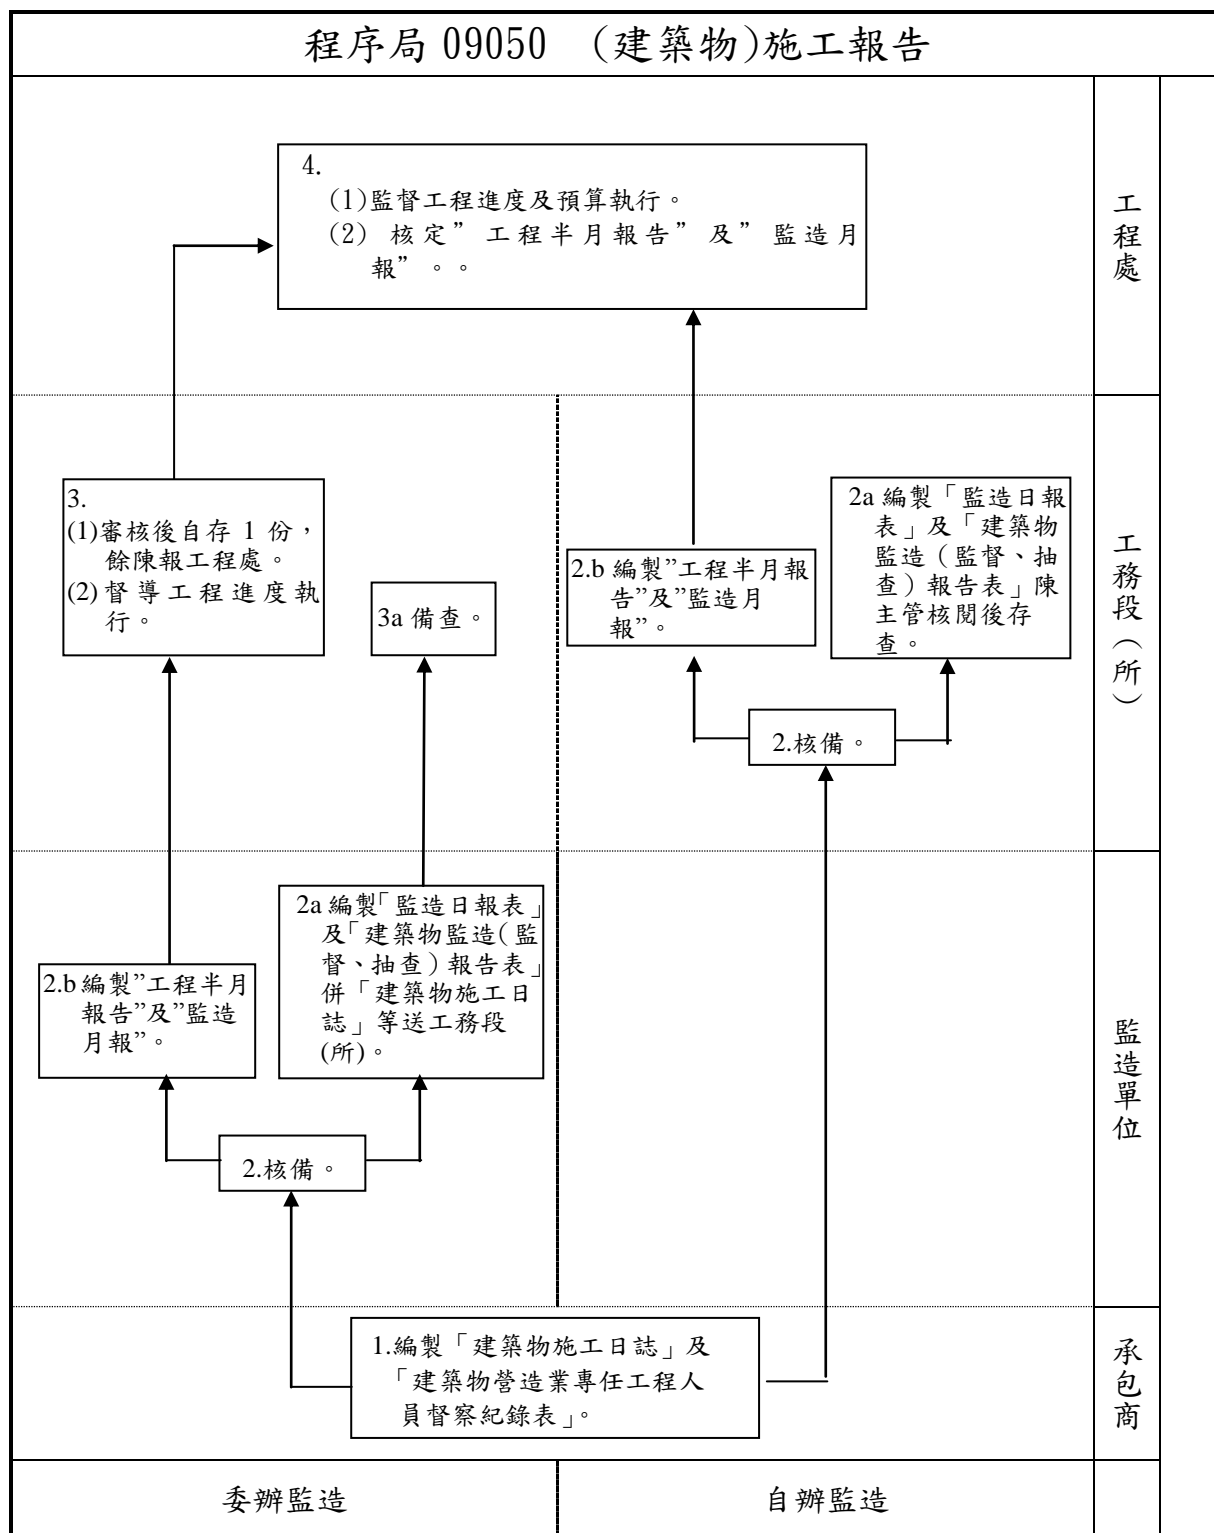 程序局 09050 (建築物)施工報告
4.
(1)監督工程進度及預算執行。
(2) 核定”工程半月報告”及”監造月
報”。。
工程處
3.
(1)審核後自存 1 份，
餘陳報工程處。
(2)督導工程進度執
行。
3a 備查。
2.b 編製”工程半月報
告”及”監造月
報”。
2a 編製「監造日報
表」及「建築物
監造（監督、抽
查）報告表」陳
主管核閱後存
查。
2.核備。
工務段（所）
2.b 編製”工程半月
報告”及”監造
月報”。
2a 編製「監造日報表」
及「建築物監造(監
督、抽查）報告表」
併「建築物施工日
誌」等送工務段
(所)。
2.核備。
監造單位
1.編製「建築物施工日誌」及
「建築物營造業專任工程人
員督察紀錄表」。
承包商
委辦監造
自辦監造